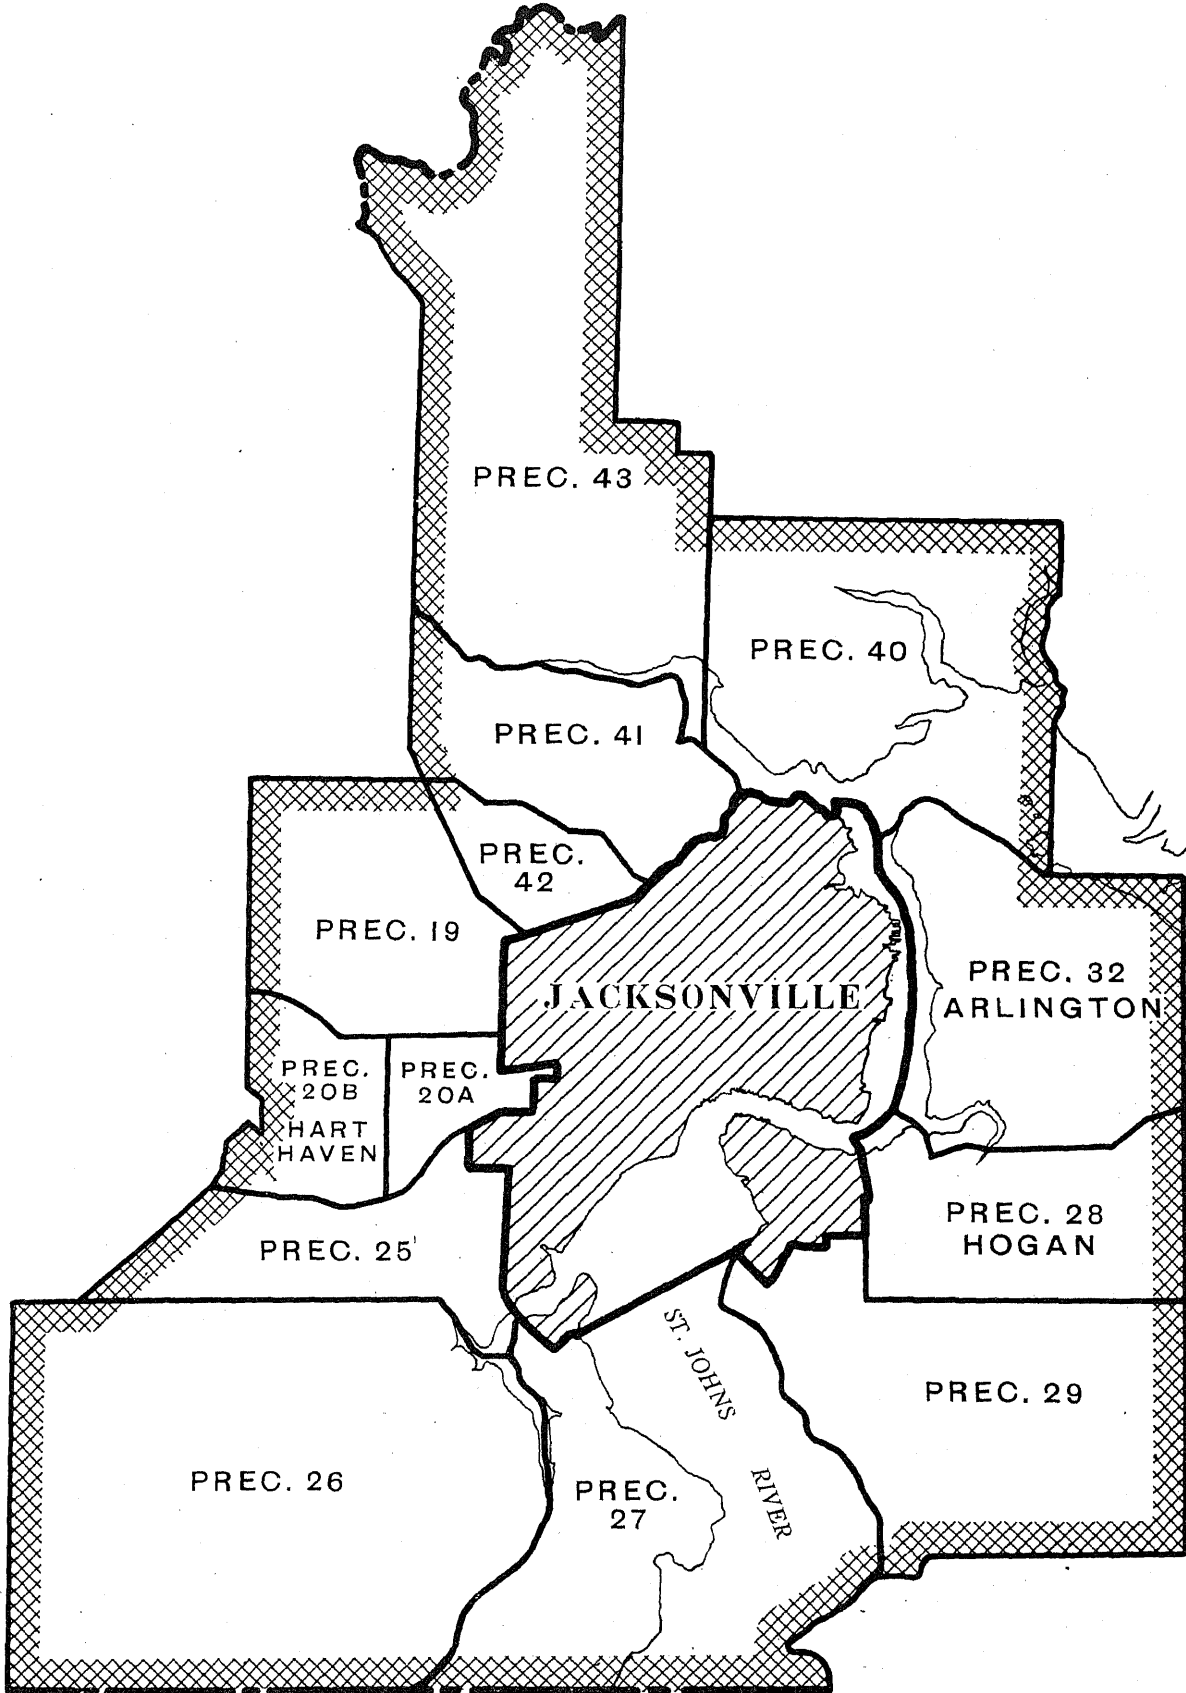 PREC. 43
PREC. 40
PREC. 41
PREC.
42
PREC. 19
JACKSONVILLE
PREC. 32
ARLINGTON
PREC.
20B
HART
HAVEN
PREC.
20A
PREC. 28
HOGAN
PREC. 25
ST. JOHNS
RIVER
PREC. 29
PREC. 26
PREC.
27